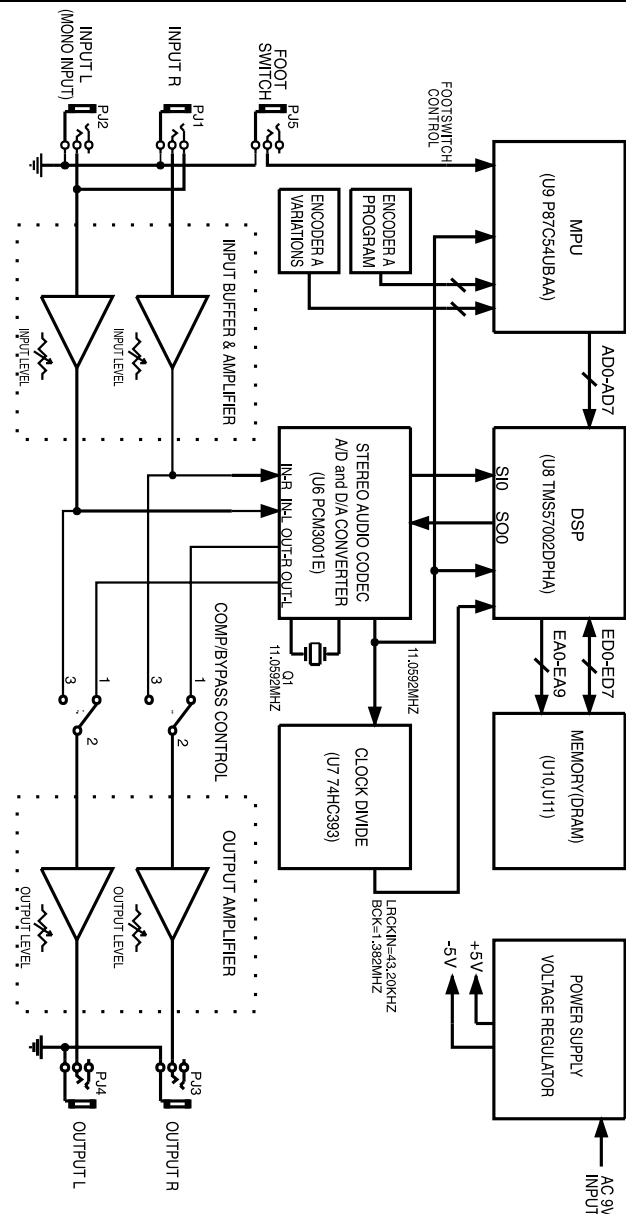 FOOT
SWITCH
PJ5
FOOTSWITCH
CONTROL
INPUT R
PJ1
INPUT L
(MONO INPUT)
PJ2
MPU
(U9 P87C54UBAA)
AD0-AD7
DSP
(U8 TMS57002DPHA)
SI0
SO0
ED0-ED7
EA0-EA9
MEMORY(DRAM)
(U10,U11)
POWER SUPPLY
VOLTAGE REGULATOR
+5V
-5V
AC 9V
INPUT
ENCODER A
PROGRAM
ENCODER A
VARIATIONS
STEREO AUDIO CODEC
A/D and D/A CONVERTER
(U6 PCM3001E)
IN-R
IN-L
OUT-R
OUT-L
Q1
11.0592MHZ
11.0592MHZ
CLOCK DIVIDE
(U7 74HC393)
LRCKIN=43.20KHZ
BCK=1.382MHZ
INPUT BUFFER & AMPLIFIER
INPUT LEVEL
INPUT LEVEL
COMP/BYPASS CONTROL
1
2
3
1
2
3
OUTPUT AMPLIFIER
OUTPUT LEVEL
OUTPUT LEVEL
PJ3
OUTPUT R
PJ4
OUTPUT L